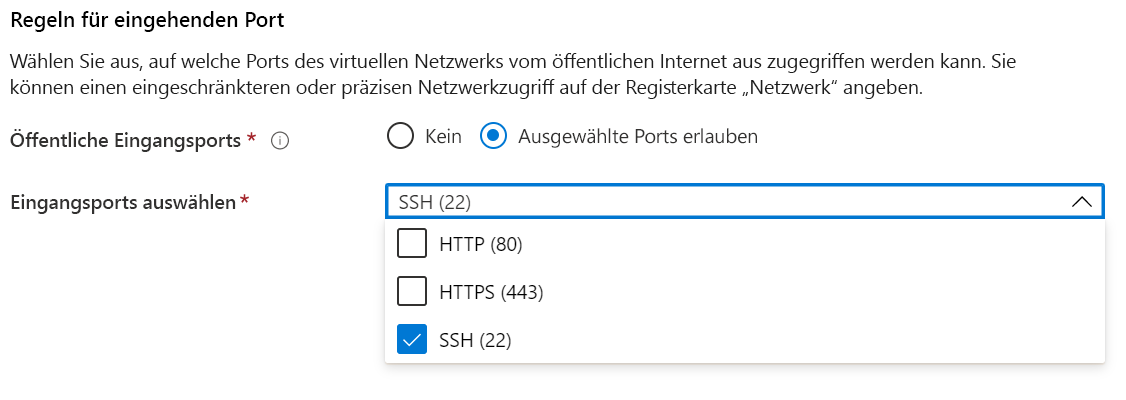 Regeln für eingehenden Port
Wählen Sie aus, auf welche Ports des virtuellen Netzwerks vom öffentlichen Internet aus zugegriffen werden kann. Sie
können einen eingeschränkteren oder präzisen Netzwerkzugriff auf der Registerkarte „Netzwerk“ angeben.
Öffentliche Eingangsports * Kein Ausgewählte Ports erlauben
Eingangsports auswählen * SSH (22)
HTTP (80)
HTTPS (443)
SSH (22)